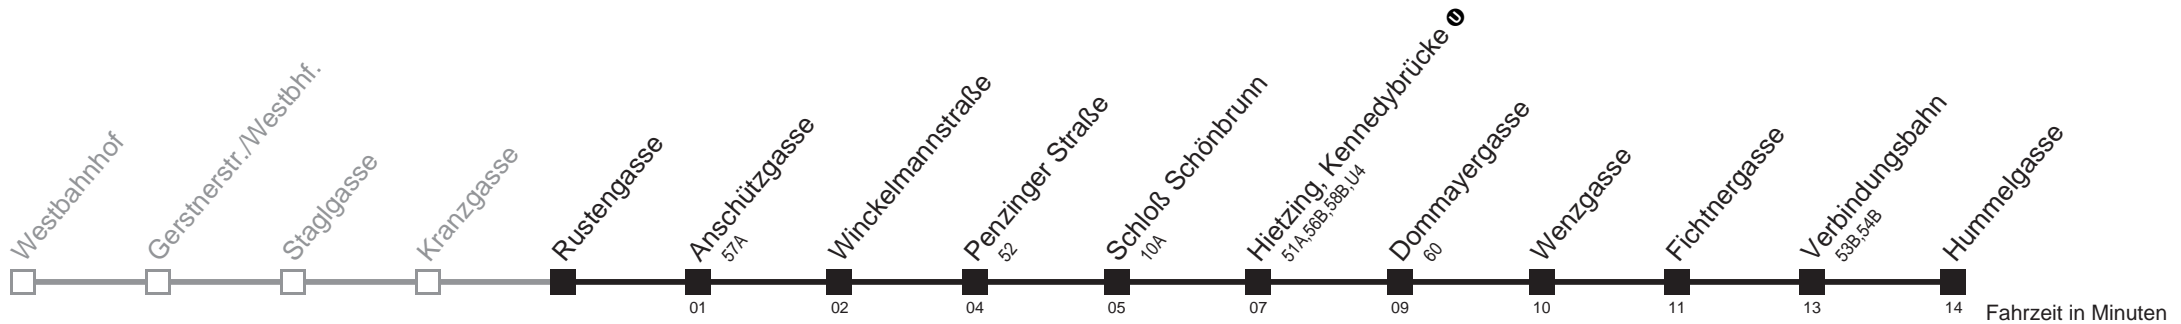 Westbahnhof
Gerstnerstr./Westbhf.
Staglgasse
Kranzgasse
Rustengasse
Anschützgasse
57A
Winckelmannstraße
Penzinger Straße
52
Schloß Schönbrunn
10A
Hietzing, Kennedybrücke U
51A,56B,58B,U4
Dommayergasse
60
Wenzgasse
Fichtnergasse
Verbindungsbahn
53B,54B
Hummelgasse
01 02 04 05 07 09 10 11 13 14 Fahrzeit in Minuten